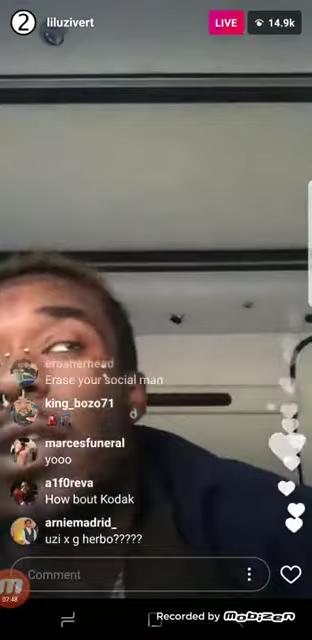 2
liluzivert
LIVE
14.9k
erasherhead
Erase your social man
king_bozo71
marcesfuneral
yooo
a1f0reva
How bout Kodak
arniemadrid_
uzi x g herbo?????
Comment
07:48
Recorded by Mobizen